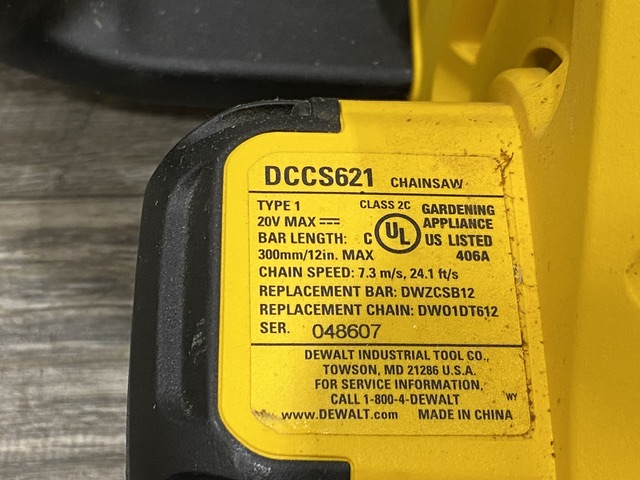 DCCS621 CHAINSAW
TYPE 1 CLASS 2C GARDENING
20V MAX ⎓ APPLIANCE
BAR LENGTH: C UL US LISTED
300mm/12in. MAX 406A
CHAIN SPEED: 7.3 m/s, 24.1 ft/s
REPLACEMENT BAR: DWZCSB12
REPLACEMENT CHAIN: DWO1DT612
SER. 048607
DEWALT INDUSTRIAL TOOL CO.,
TOWSON, MD 21286 U.S.A.
FOR SERVICE INFORMATION,
CALL 1-800-4-DEWALT WY
www.DEWALT.com MADE IN CHINA